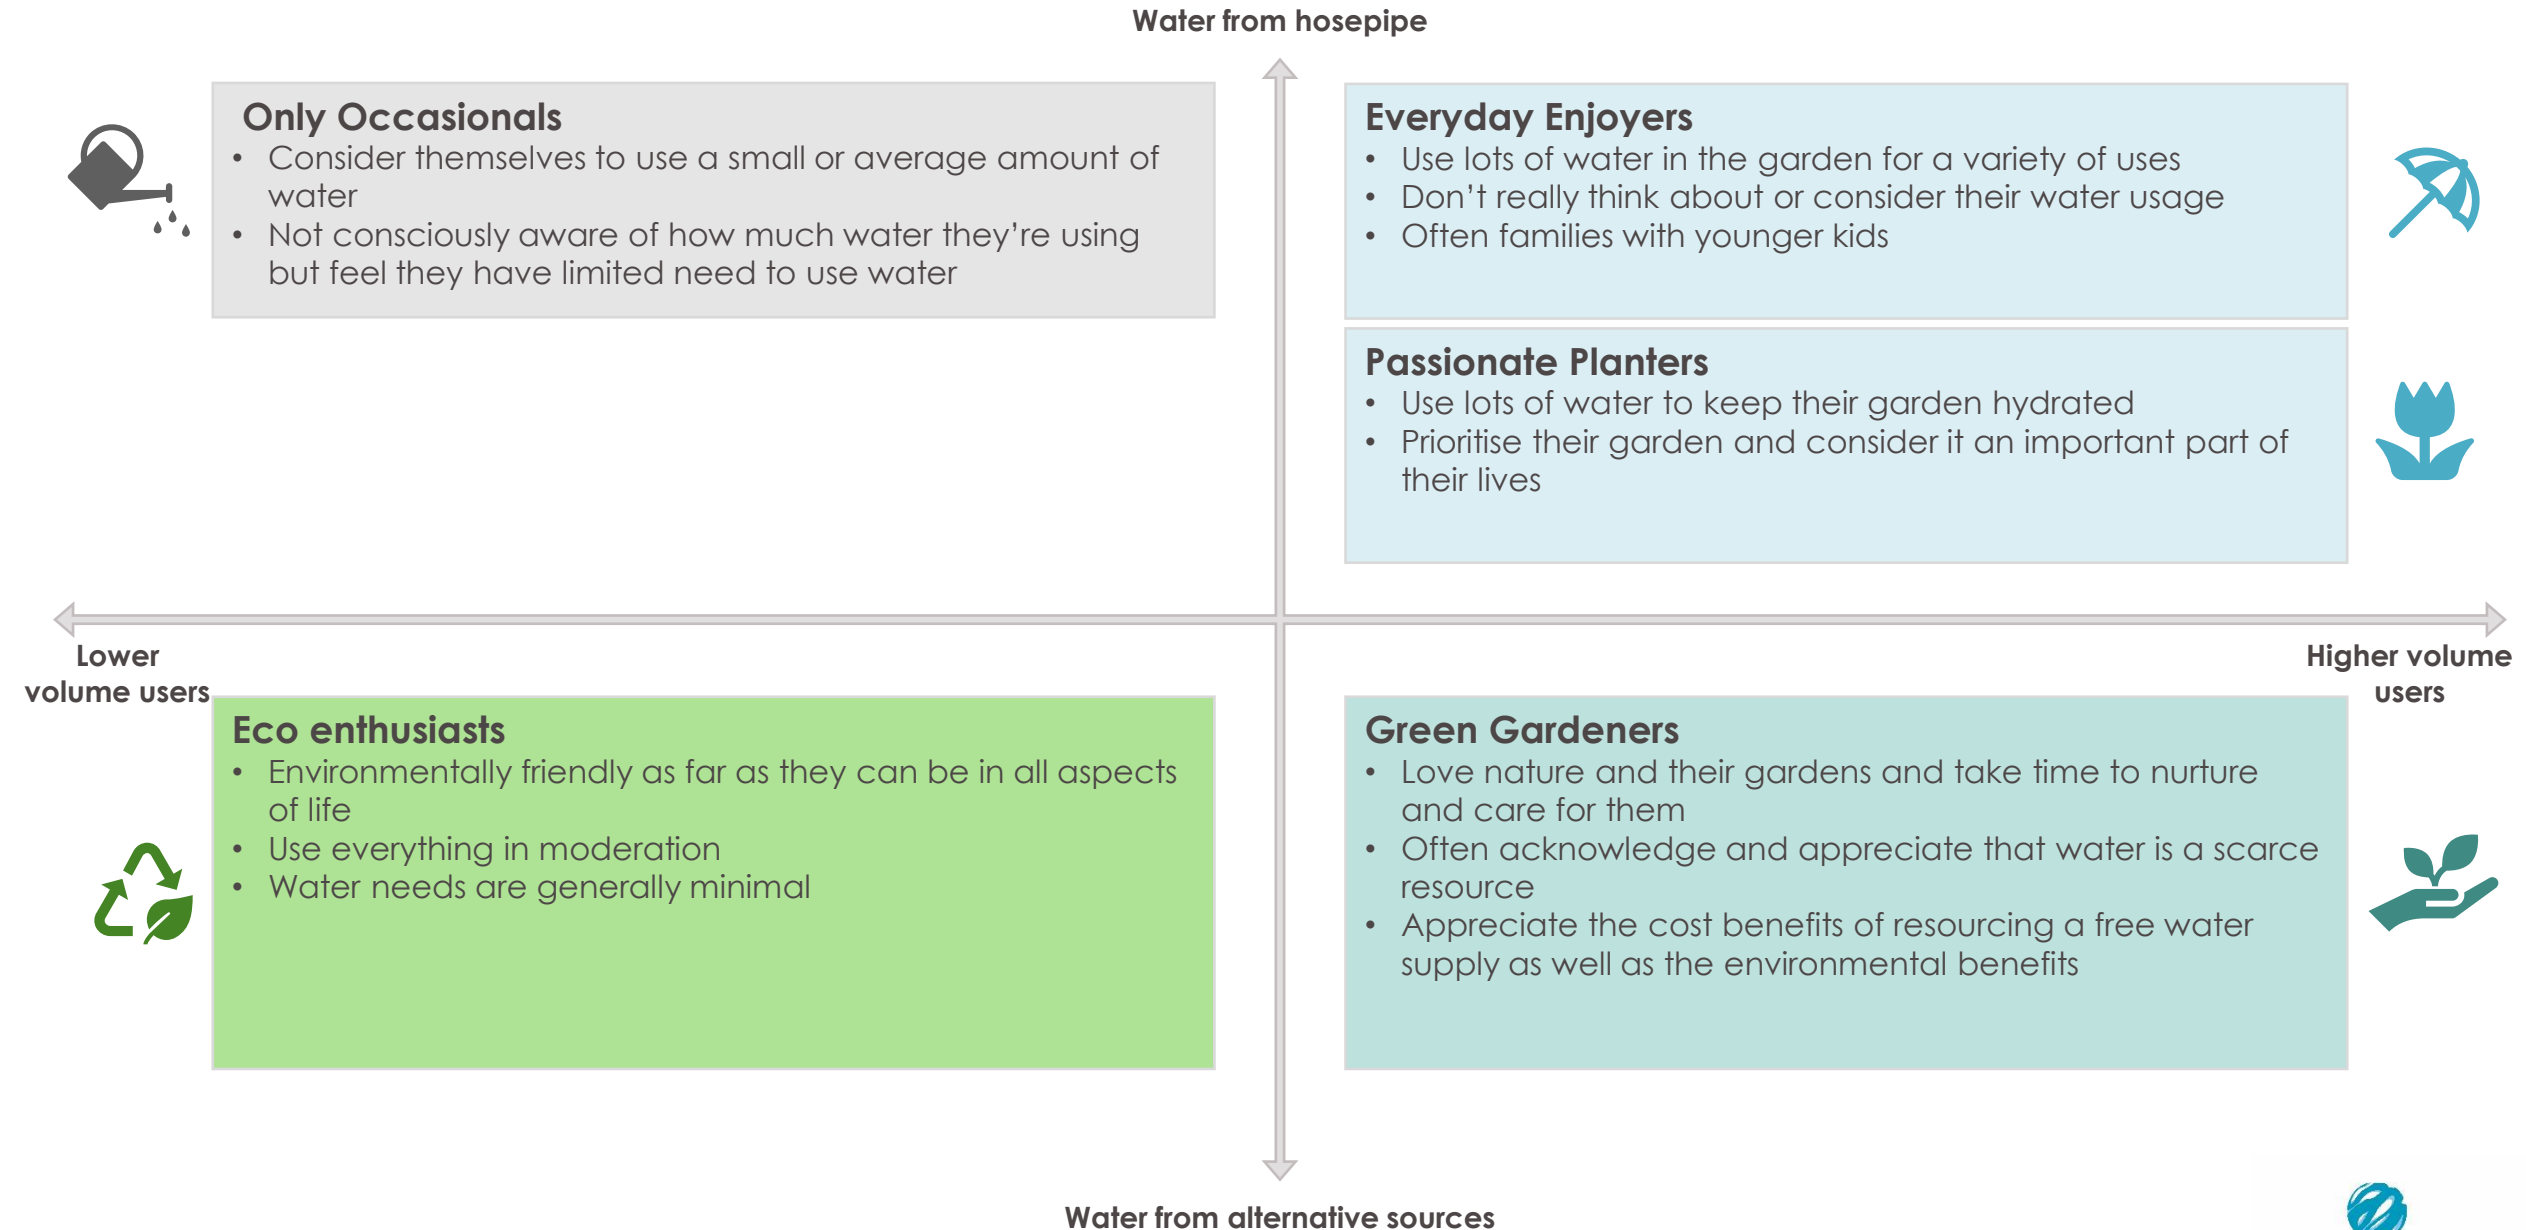 Water from hosepipe
Only Occasionals
• Consider themselves to use a small or average amount of
water
• Not consciously aware of how much water they’re using
but feel they have limited need to use water
Everyday Enjoyers
• Use lots of water in the garden for a variety of uses
• Don’t really think about or consider their water usage
• Often families with younger kids
Passionate Planters
• Use lots of water to keep their garden hydrated
• Prioritise their garden and consider it an important part of
their lives
Lower
volume users
Higher volume
users
Eco enthusiasts
• Environmentally friendly as far as they can be in all aspects
of life
• Use everything in moderation
• Water needs are generally minimal
Green Gardeners
• Love nature and their gardens and take time to nurture
and care for them
• Often acknowledge and appreciate that water is a scarce
resource
• Appreciate the cost benefits of resourcing a free water
supply as well as the environmental benefits
Water from alternative sources